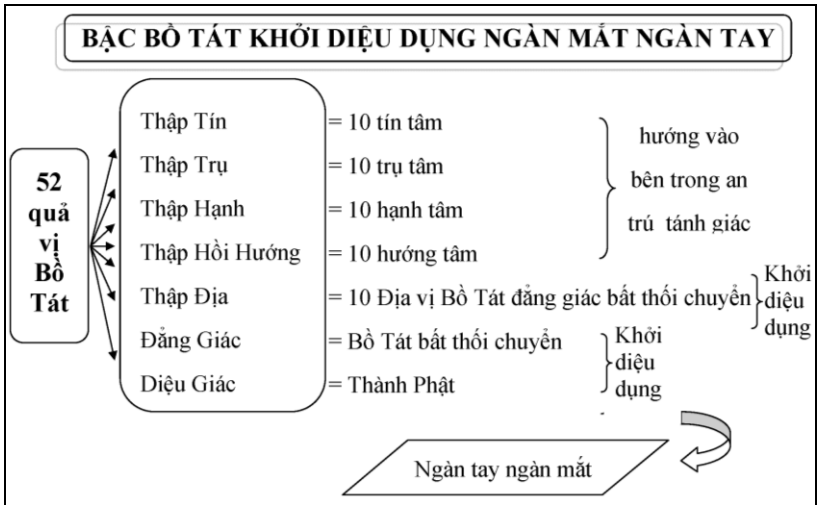 BẬC BỒ TÁT KHỞI DIỆU DỤNG NGÀN MẮT NGÀN TAY
52
quả
vị
Bồ
Tát
Thập Tín = 10 tín tâm
Thập Trụ = 10 trụ tâm
Thập Hạnh = 10 hạnh tâm
Thập Hồi Hướng = 10 hướng tâm
hướng vào
bên trong an
trú tánh giác
Thập Địa = 10 Địa vị Bồ Tát đẳng giác bất thối chuyển
Khởi
diệu
dụng
Đẳng Giác = Bồ Tát bất thối chuyển
Diệu Giác = Thành Phật
Khởi
diệu
dụng
Ngàn tay ngàn mắt